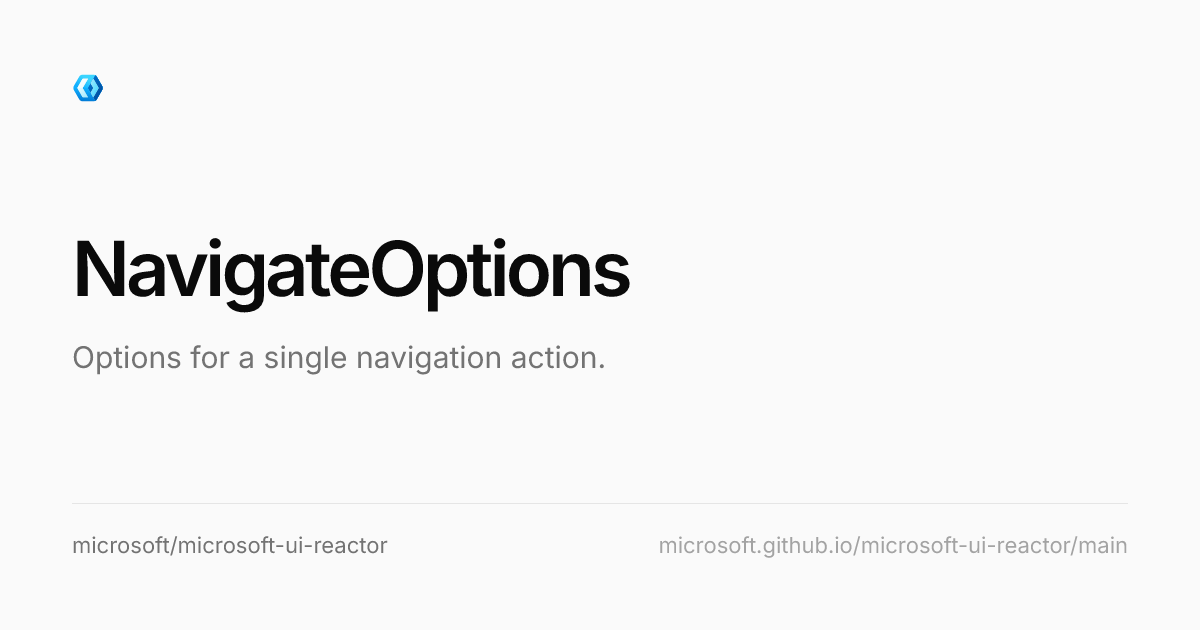 NavigateOptions
Options for a single navigation action.
microsoft/microsoft-ui-reactor
microsoft.github.io/microsoft-ui-reactor/main